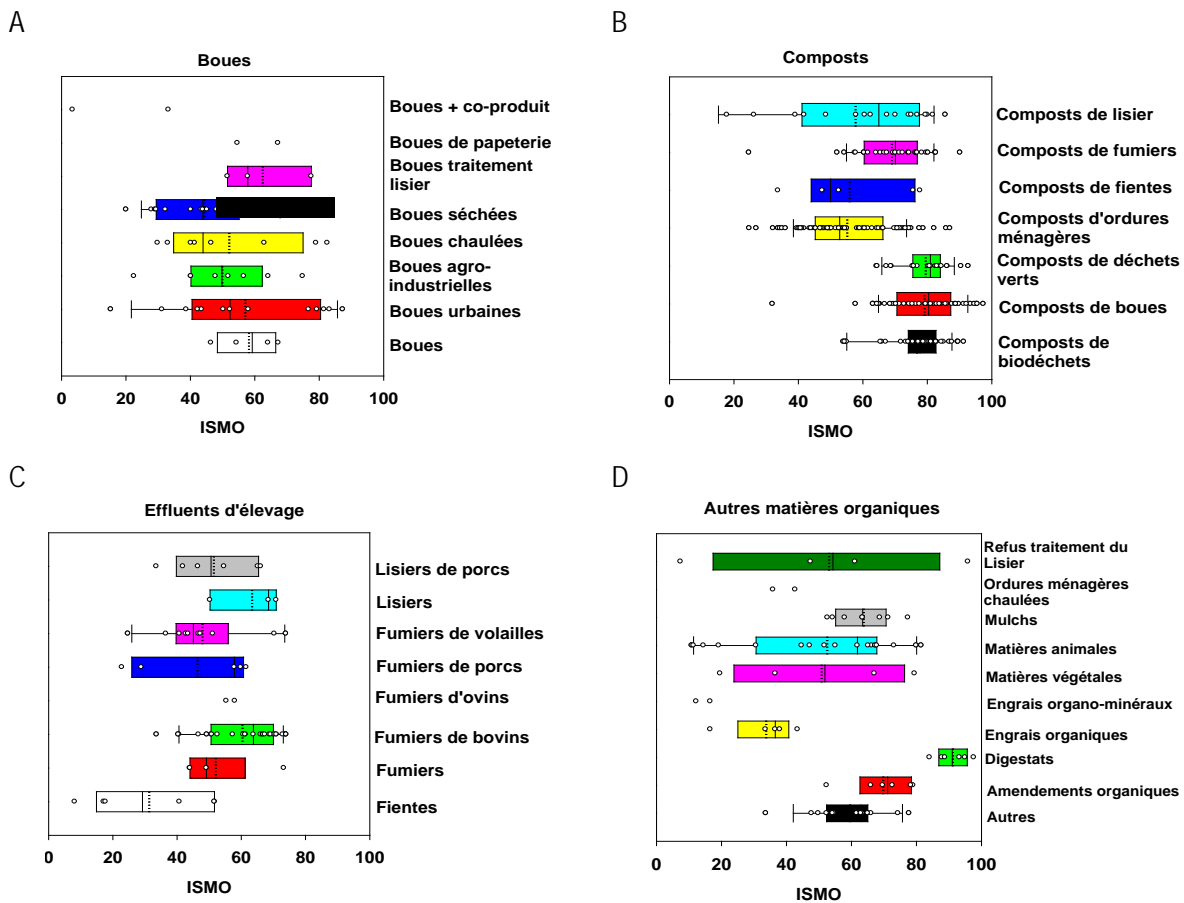 A
Boues
Boues + co-produit
Boues de papeterie
Boues traitement
lisier
Boues séchées
Boues chaulées
Boues agro-
industrielles
Boues urbaines
Boues
0 20 40 60 80 100
ISMO
B
Composts
Composts de lisier
Composts de fumiers
Composts de fientes
Composts d'ordures
ménagères
Composts de déchets
verts
Composts de boues
Composts de
biodéchets
0 20 40 60 80 100
ISMO
C
Effluents d'élevage
Lisiers de porcs
Lisiers
Fumiers de volailles
Fumiers de porcs
Fumiers d'ovins
Fumiers de bovins
Fumiers
Fientes
0 20 40 60 80 100
ISMO
D
Autres matières organiques
Refus traitement du
Lisier
Ordures ménagères
chaulées
Mulchs
Matières animales
Matières végétales
Engrais organo-minéraux
Engrais organiques
Digestats
Amendements organiques
Autres
0 20 40 60 80 100
ISMO